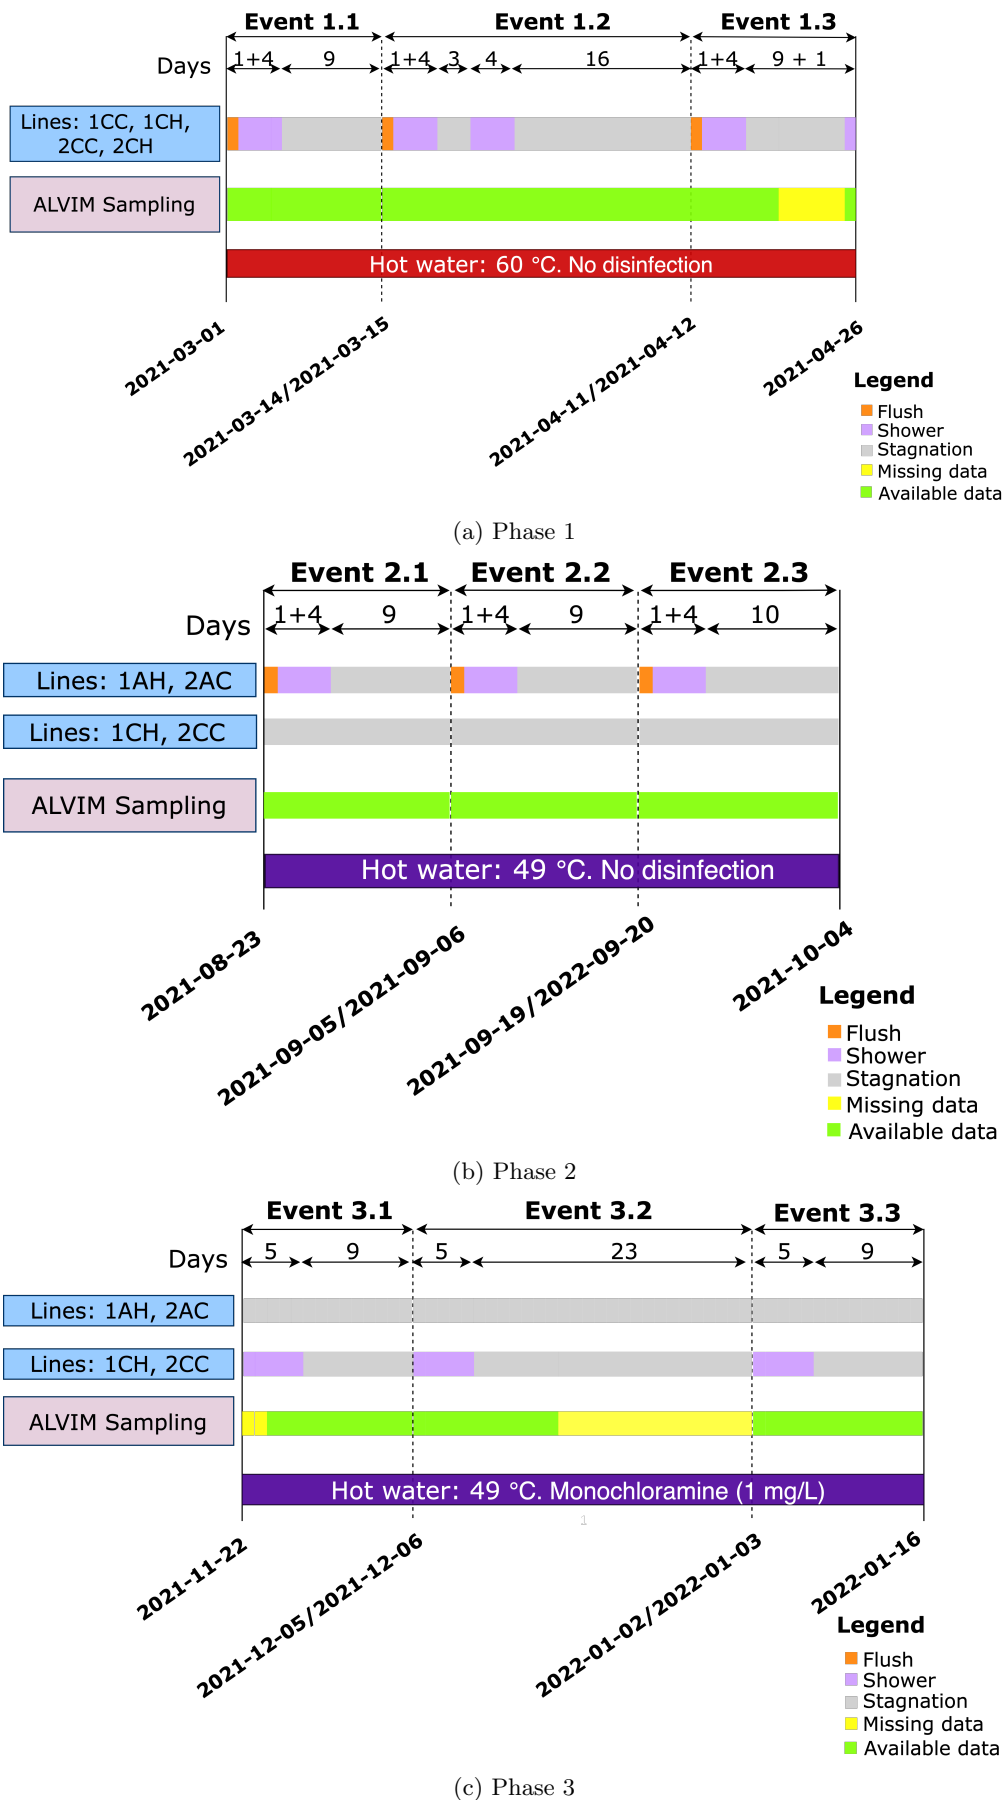 Event 1.1 Event 1.2 Event 1.3
Days 1+4 9 1+4 3 4 16 1+4 9 + 1
Lines: 1CC, 1CH,
2CC, 2CH
ALVIM Sampling
Hot water: 60 °C. No disinfection
2021-03-01
2021-03-14/2021-03-15
2021-04-11/2021-04-12
2021-04-26
Legend
Flush
Shower
Stagnation
Missing data
Available data
(a) Phase 1
Event 2.1 Event 2.2 Event 2.3
Days 1+4 9 1+4 9 1+4 10
Lines: 1AH, 2AC
Lines: 1CH, 2CC
ALVIM Sampling
Hot water: 49 °C. No disinfection
2021-08-23
2021-09-05/2021-09-06
2021-09-19/2022-09-20
2021-10-04
Legend
Flush
Shower
Stagnation
Missing data
Available data
(b) Phase 2
Event 3.1 Event 3.2 Event 3.3
Days 5 9 5 23 5 9
Lines: 1AH, 2AC
Lines: 1CH, 2CC
ALVIM Sampling
Hot water: 49 °C. Monochloramine (1 mg/L)
1
2021-11-22
2021-12-05/2021-12-06
2022-01-02/2022-01-03
2022-01-16
Legend
Flush
Shower
Stagnation
Missing data
Available data
(c) Phase 3